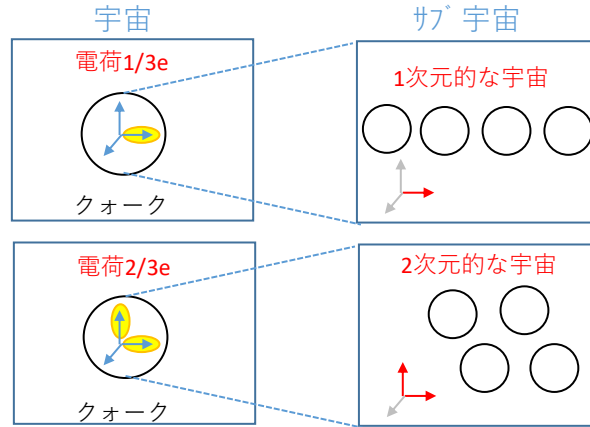 宇宙
サブ宇宙
電荷1/3e
1次元的な宇宙
クォーク
電荷2/3e
2次元的な宇宙
クォーク